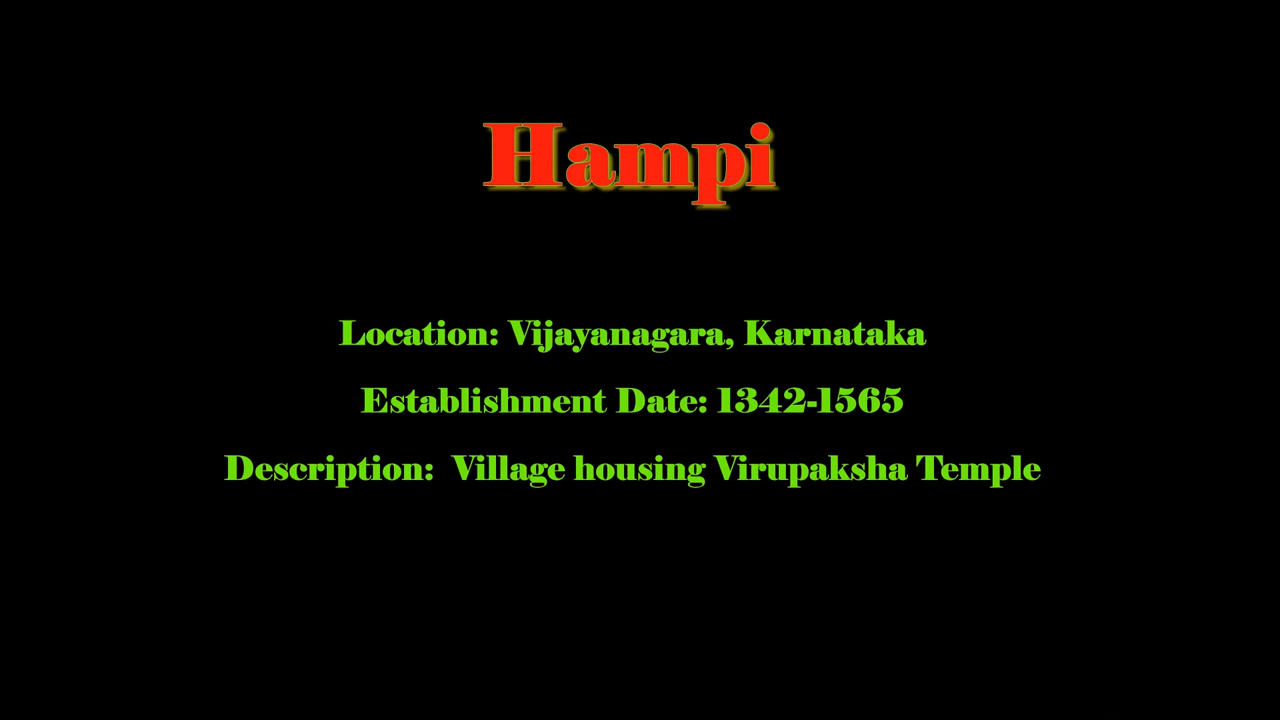 Hampi
Location: Vijayanagara, Karnataka
Establishment Date: 1342-1565
Description: Village housing Virupaksha Temple